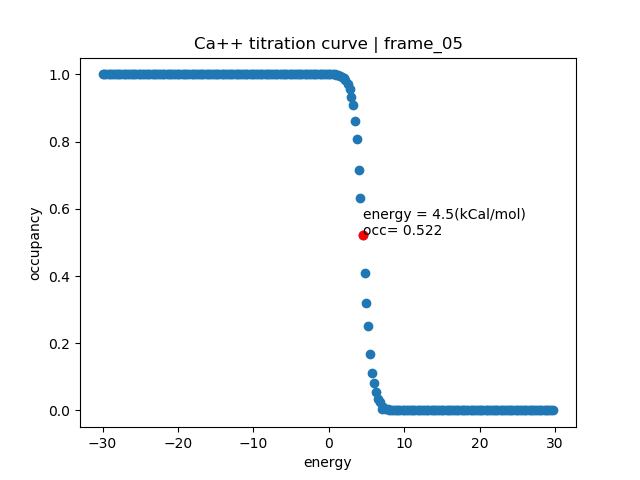 Ca++ titration curve | frame_05
1.0
0.8
0.6
0.4
0.2
0.0
occupancy
energy = 4.5(kCal/mol)
occ= 0.522
−30
−20
−10
0
10
20
30
energy